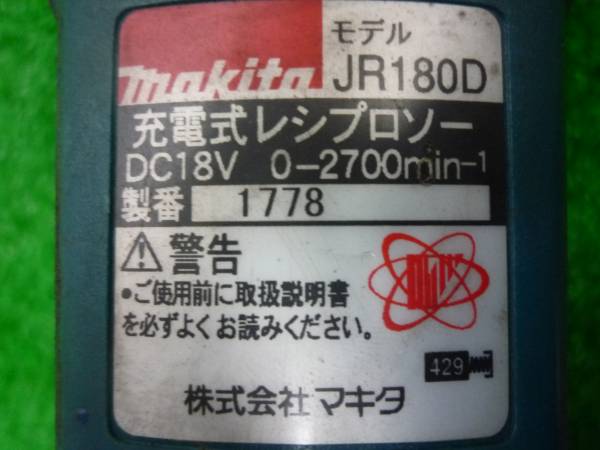 モデル
makita JR180D
充電式レシプロソー
DC18V 0-2700min-1
製番 1778
⚠警告
•ご使用前に取扱説明書
を必ずよくお読みください。
429
株式会社 マキタ